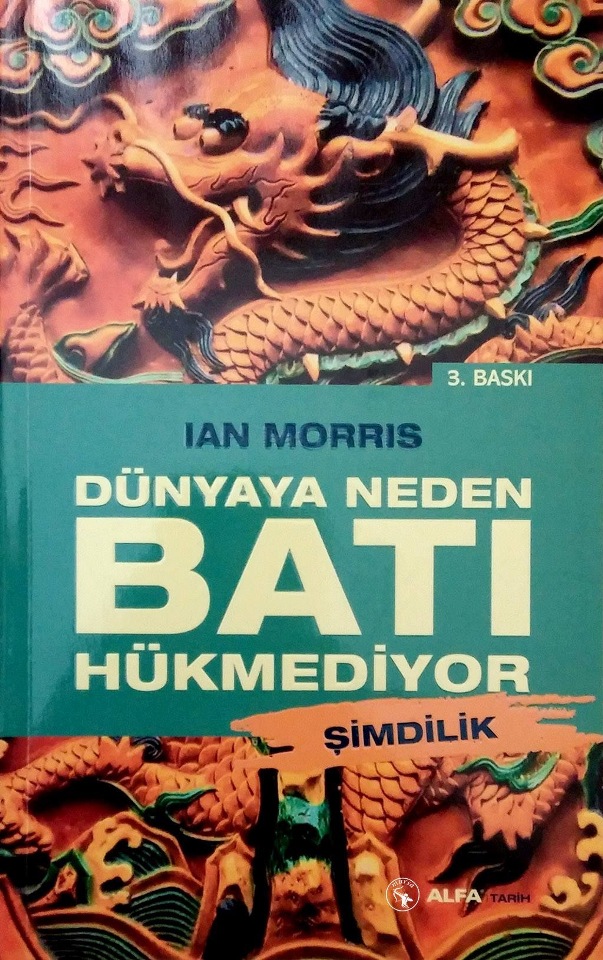 3. BASKI
IAN MORRIS
DÜNYAYA NEDEN
BATI
HÜKMEDİYOR
ŞİMDİLİK
ALFA TARİH